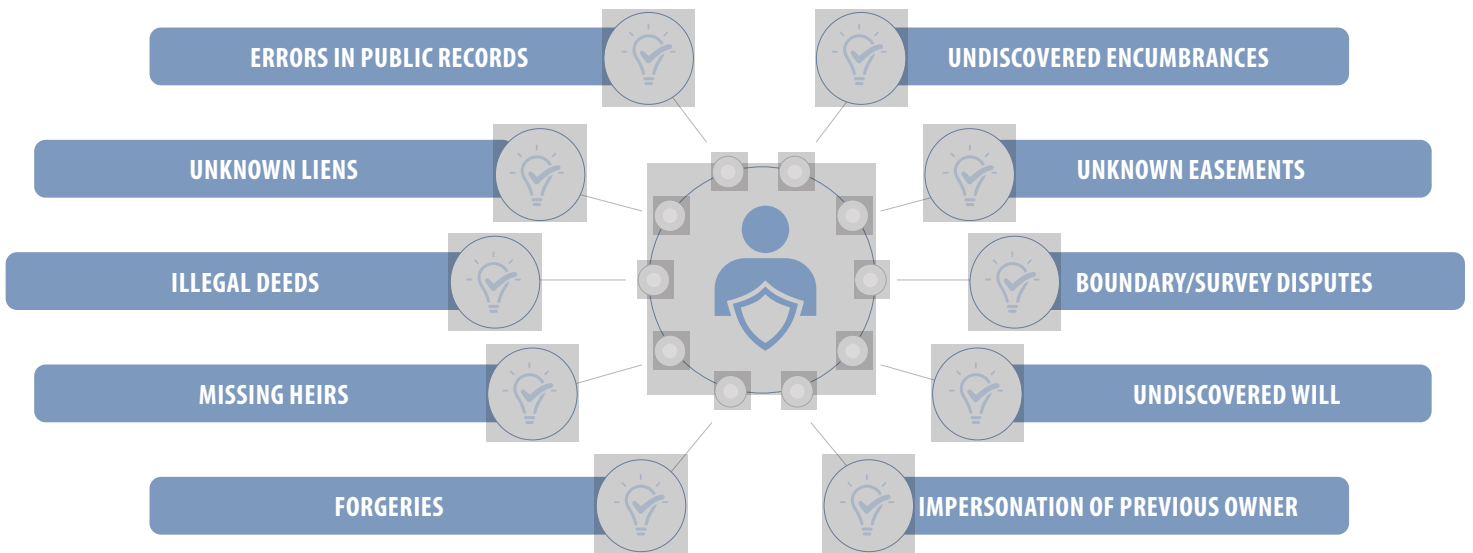 ERRORS IN PUBLIC RECORDS
UNDISCOVERED ENCUMBRANCES
UNKNOWN LIENS
UNKNOWN EASEMENTS
ILLEGAL DEEDS
BOUNDARY/SURVEY DISPUTES
MISSING HEIRS
UNDISCOVERED WILL
FORGERIES
IMPERSONATION OF PREVIOUS OWNER